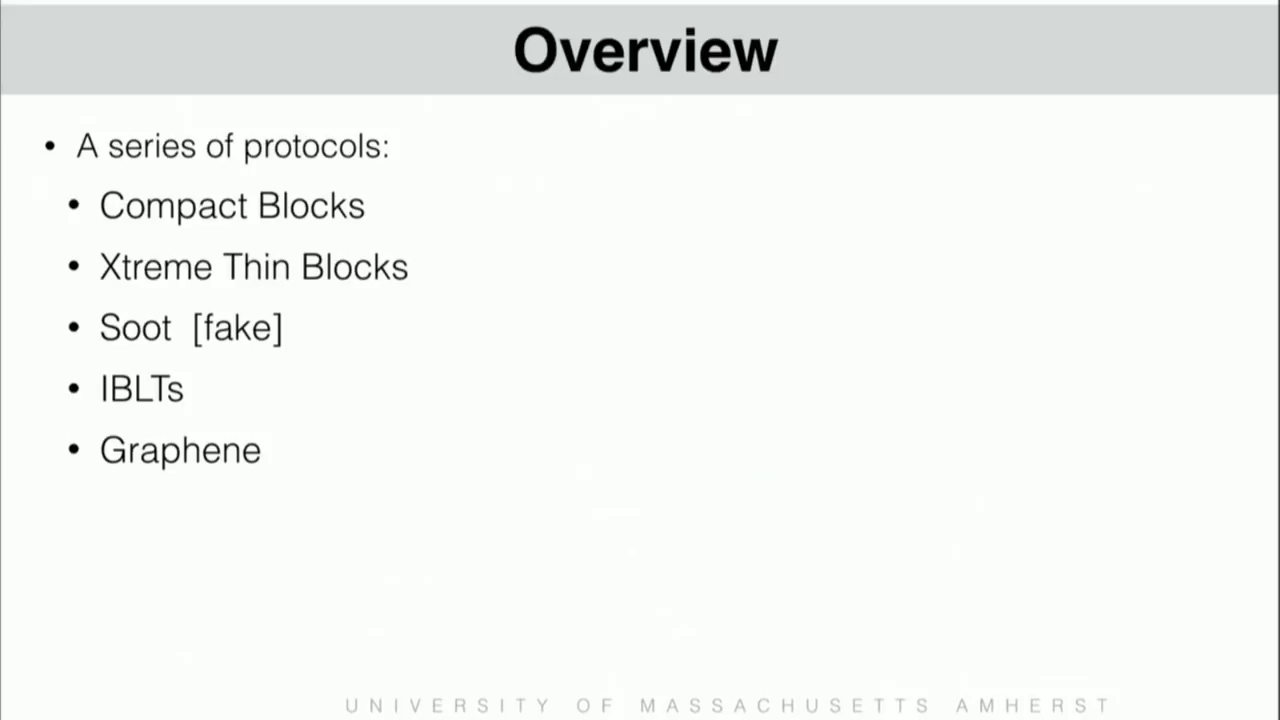 Overview
• A series of protocols:
• Compact Blocks
• Xtreme Thin Blocks
• Soot [fake]
• IBLTs
• Graphene
UNIVERSITY OF MASSACHUSETTS AMHERST